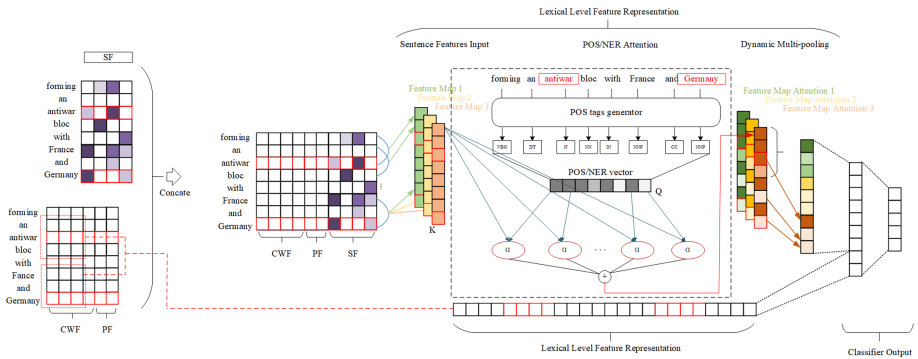 Lexical Level Feature Representation
Sentence Features Input
POS/NER Attention
Dynamic Multi-pooling
SF
forming
an
antiwar
bloc
with
France
and
Germany
Concate
forming
an
antiwar
bloc
with
Fance
and
Germany
CWF
PF
forming
an
antiwar
bloc
with
France
and
Germany
CWF
PF
SF
Feature Map 1
Feature Map 2
Feature Map 3
K
forming an antiwar bloc with France and Germany
POS tags generator
VBG
DT
JJ
NN
IN
NNP
CC
NNP
POS/NER vector
Q
α
α
· · ·
α
α
+
Feature Map Attention 1
Feature Map Attention 2
Feature Map Attention 3
Lexical Level Feature Representation
Classifier Output